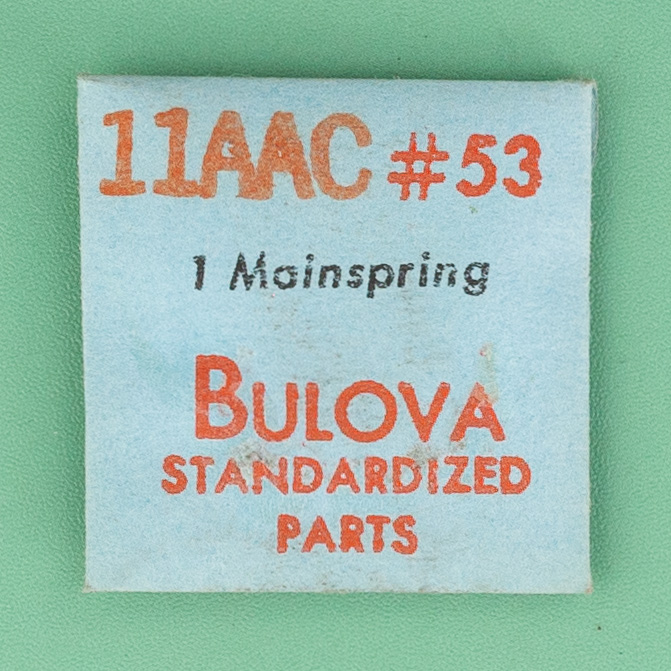 11AAC #53
1 Mainspring
BULOVA
STANDARDIZED
PARTS